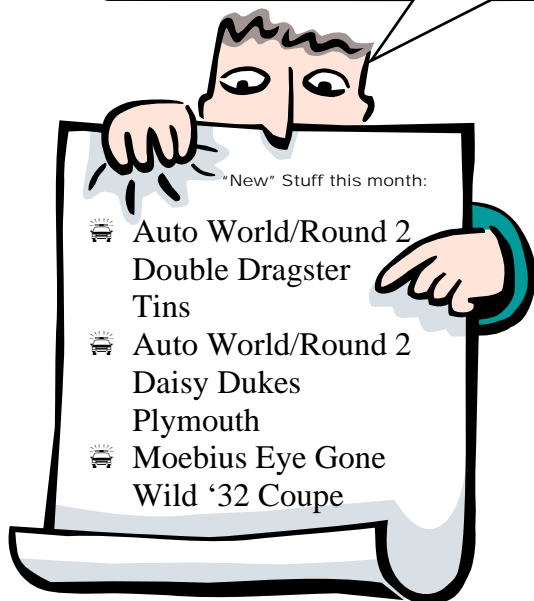 "New" Stuff this month:
Auto World/Round 2
Double Dragster
Tins
Auto World/Round 2
Daisy Dukes
Plymouth
Moebius Eye Gone
Wild ‘32 Coupe